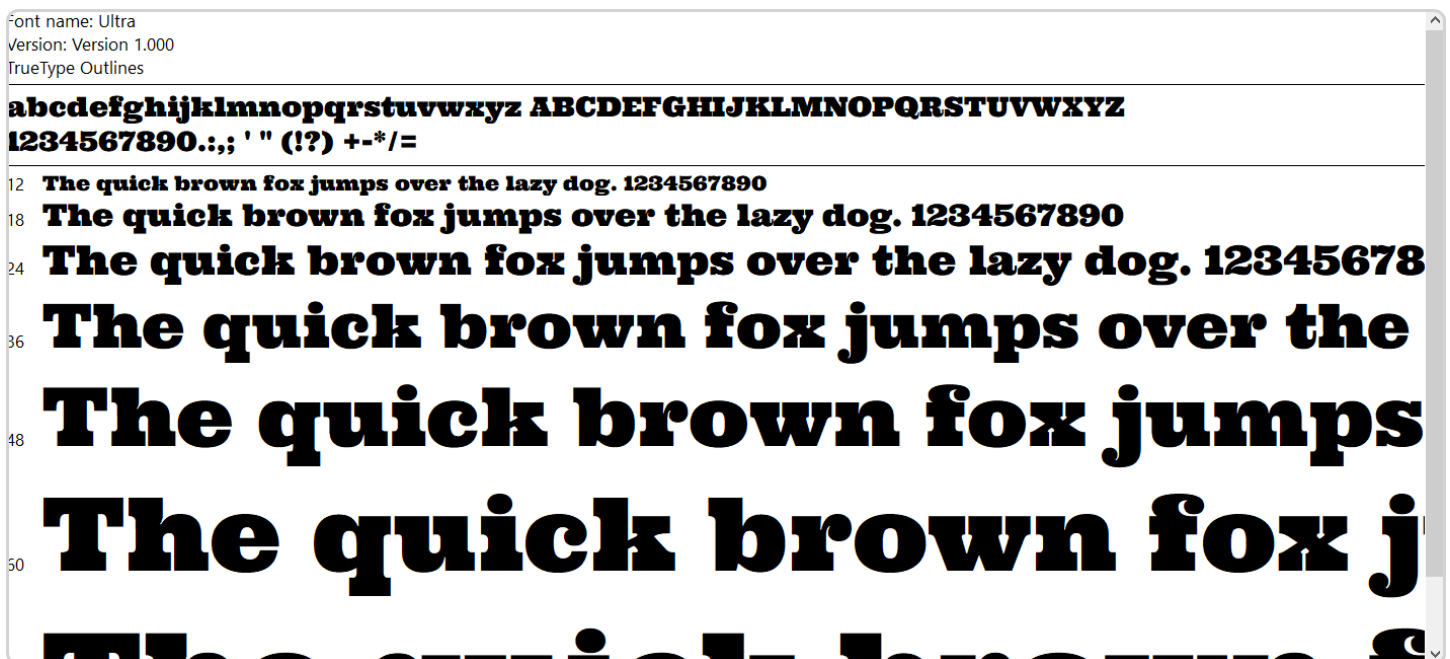 Font name: Ultra
Version: Version 1.000
TrueType Outlines
abcdefghijklmnopqrstuvwxyz ABCDEFGHIJKLMNOPQRSTUVWXYZ
1234567890.:,; ' " (!?) +-*/=
12 The quick brown fox jumps over the lazy dog. 1234567890
18 The quick brown fox jumps over the lazy dog. 1234567890
24 The quick brown fox jumps over the lazy dog. 12345678
36 The quick brown fox jumps over the
48 The quick brown fox jumps
60 The quick brown fox j
The quick brown f